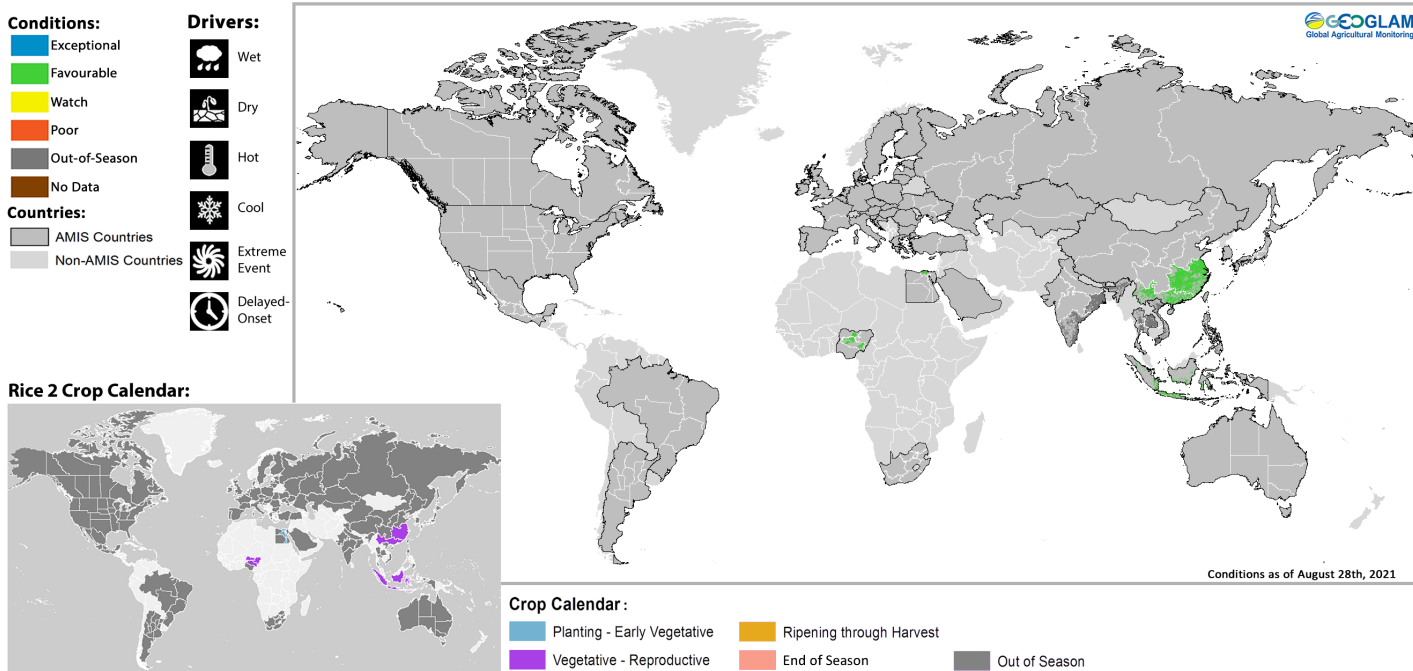 Conditions:
Exceptional
Favourable
Watch
Poor
Out-of-Season
No Data
Countries:
AMIS Countries
Non-AMIS Countries
Drivers:
Wet
Dry
Hot
Cool
Extreme
Event
Delayed-
Onset
GEOGLAM
Global Agricultural Monitoring
Conditions as of August 28th, 2021
Rice 2 Crop Calendar:
Crop Calendar :
Planting - Early Vegetative
Vegetative - Reproductive
Ripening through Harvest
End of Season
Out of Season